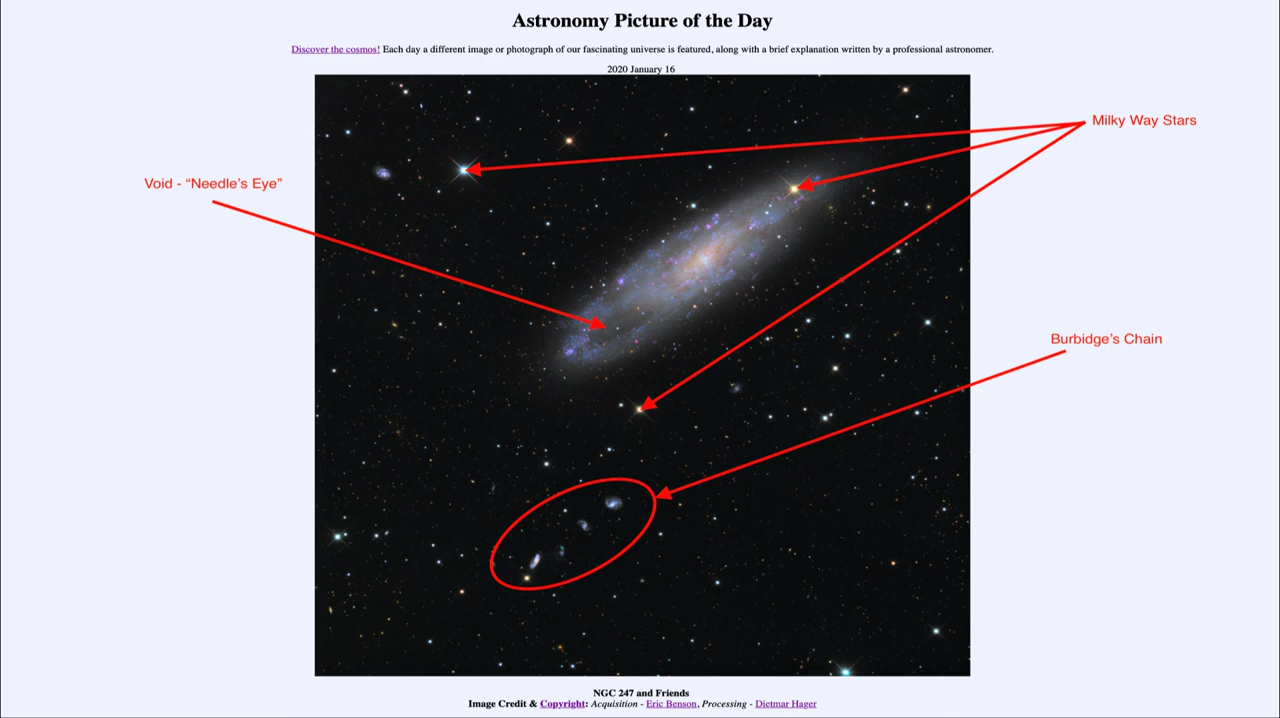 Astronomy Picture of the Day
Discover the cosmos! Each day a different image or photograph of our fascinating universe is featured, along with a brief explanation written by a professional astronomer.
2020 January 16
Milky Way Stars
Void - “Needle’s Eye”
Burbidge’s Chain
NGC 247 and Friends
Image Credit & Copyright: Acquisition - Eric Benson, Processing - Dietmar Hager